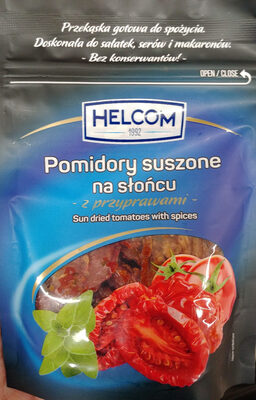 Przekąska gotowa do spożycia.
Doskonała do sałatek, serów i makaronów.
- Bez konserwantów! -
OPEN / CLOSE
HELCOM
1992
Pomidory suszone
na słońcu
- z przyprawami -
Sun dried tomatoes with spices